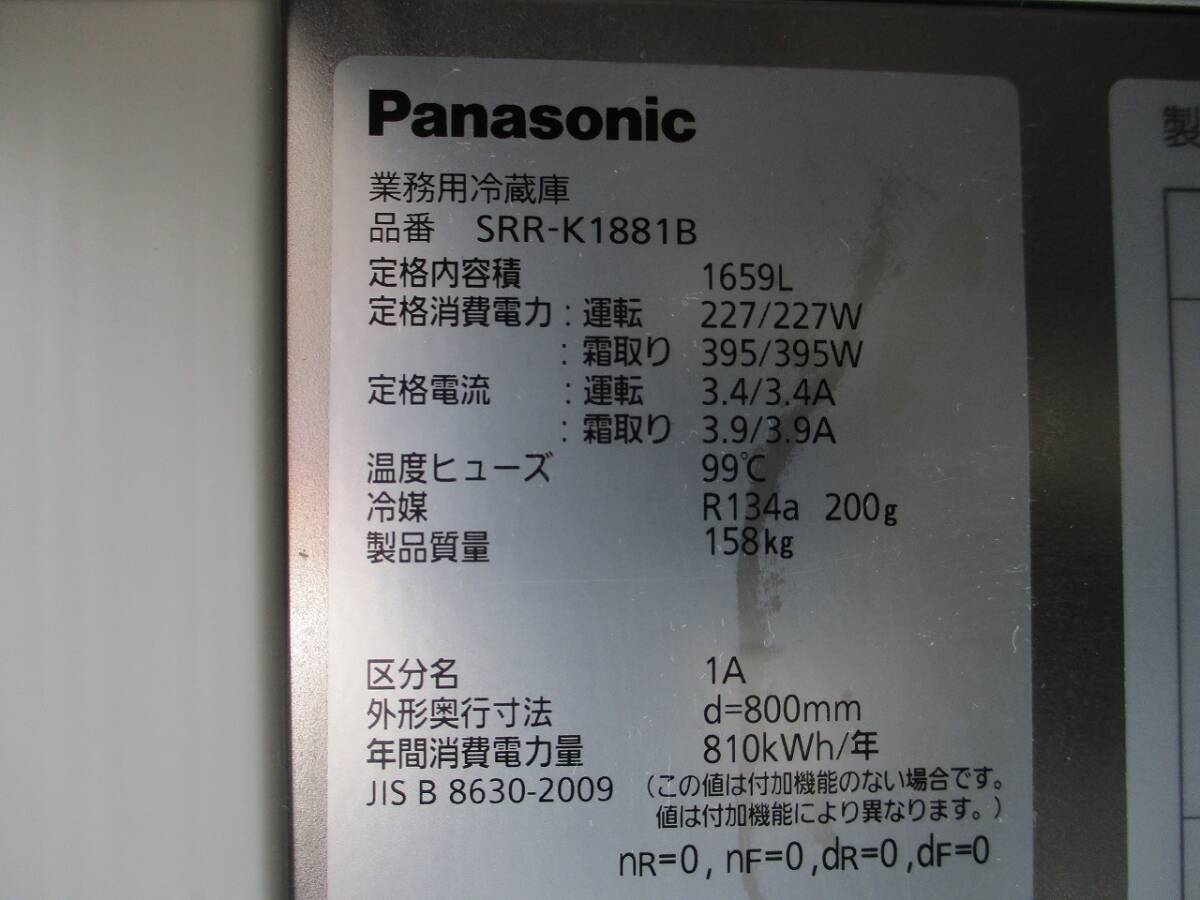 Panasonic
業務用冷蔵庫
品番 SRR-K1881B
定格内容積 1659L
定格消費電力 : 運転 227/227W
: 霜取り 395/395W
定格電流 : 運転 3.4/3.4A
: 霜取り 3.9/3.9A
温度ヒューズ 99℃
冷媒 R134a 200g
製品質量 158kg
区分名 1A
外形奥行寸法 d=800mm
年間消費電力量 810kWh/年
JIS B 8630-2009 (この値は付加機能のない場合です。
値は付加機能により異なります。)
nR=0, nF=0,dR=0,dF=0
製